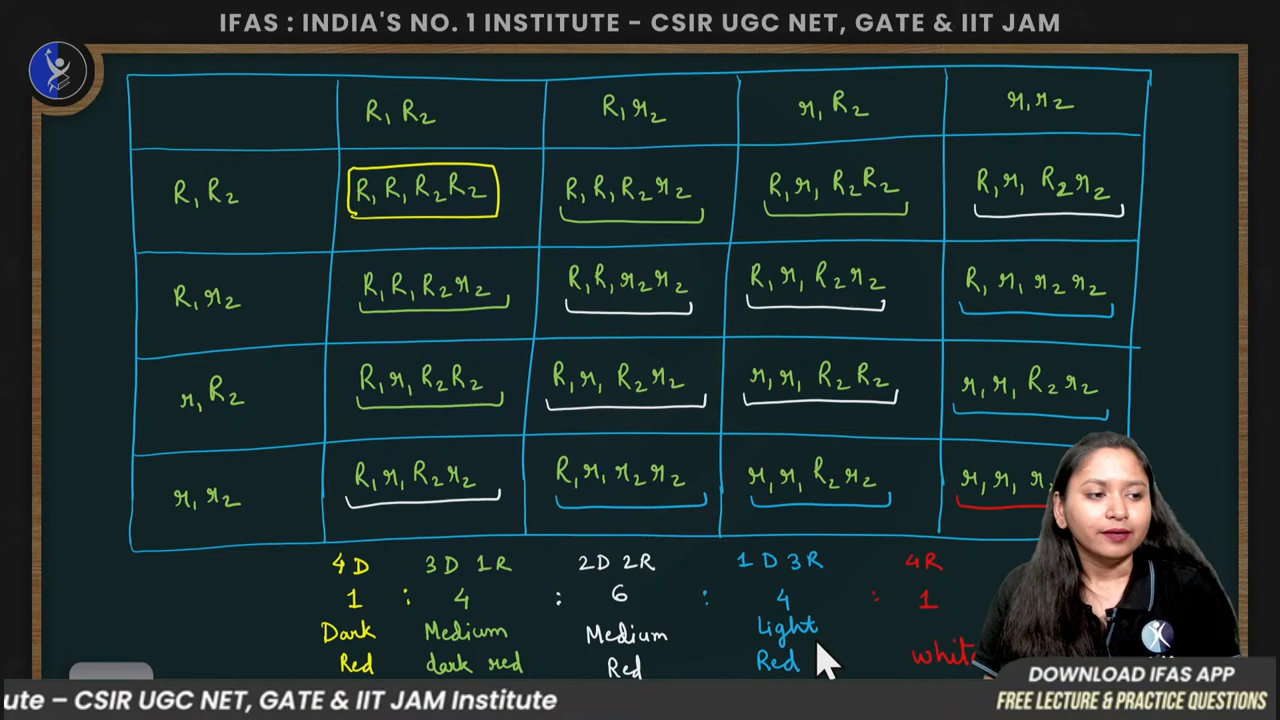 IFAS : INDIA'S NO. 1 INSTITUTE - CSIR UGC NET, GATE & IIT JAM
R₁R₂ R₁r₂ r₁R₂ r₁r₂
R₁R₂ R₁R₁R₂R₂ R₁R₁R₂r₂ R₁r₁R₂R₂ R₁r₁R₂r₂
R₁r₂ R₁R₁R₂r₂ R₁R₁r₂r₂ R₁r₁R₂r₂ R₁r₁r₂r₂
r₁R₂ R₁r₁R₂R₂ R₁r₁R₂r₂ r₁r₁R₂R₂ r₁r₁R₂r₂
r₁r₂ R₁r₁R₂r₂ R₁r₁r₂r₂ r₁r₁R₂r₂ r₁r₁
4D 3D 1R 2D 2R 1D 3R 4R
1 : 4 : 6 : 4 : 1
Dark Medium Medium Light
Red dark red Red Red
DOWNLOAD IFAS APP
FREE LECTURE & PRACTICE QUESTIONS
– CSIR UGC NET, GATE & IIT JAM Institute